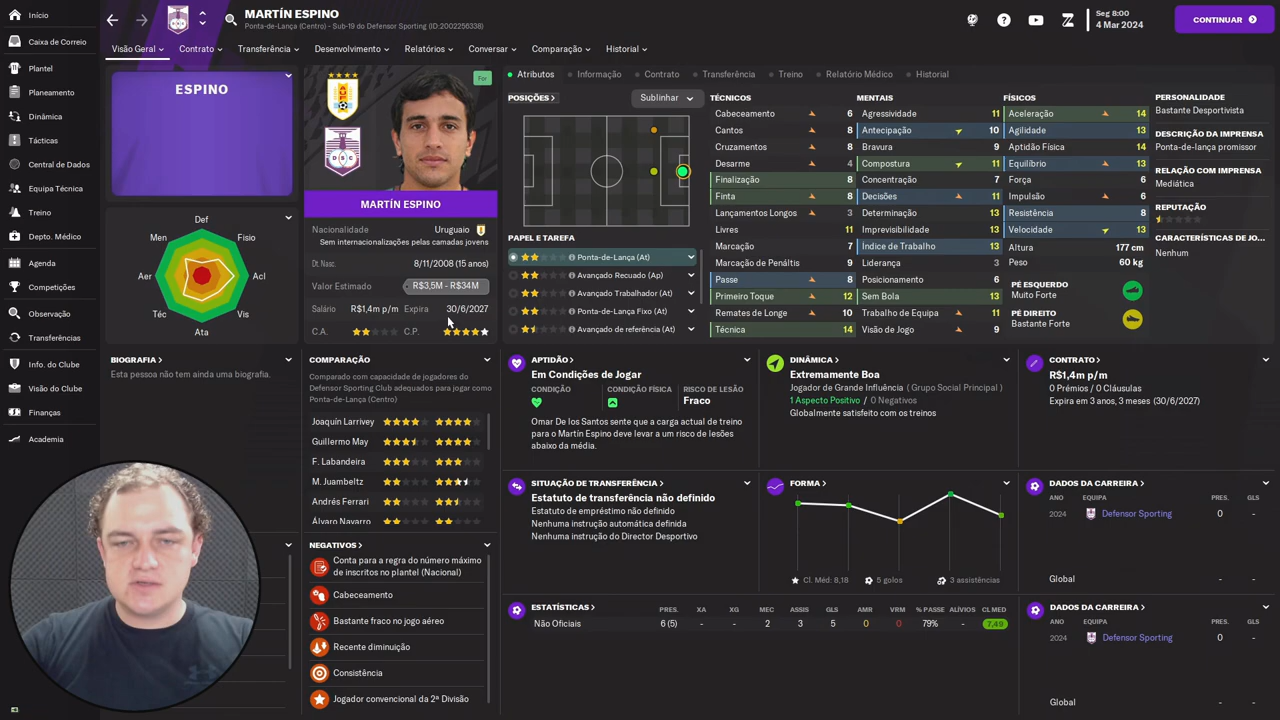 Início
Caixa de Correio
Plantel
Planeamento
Dinâmica
Tácticas
Central de Dados
Equipa Técnica
Treino
Depto. Médico
Agenda
Competições
Observação
Transferências
Info. do Clube
Visão do Clube
Finanças
Academia
MARTÍN ESPINO
Ponta-de-Lança (Centro) - Sub-19 do Defensor Sporting (ID:2002256338)
Seg 8:00
4 Mar 2024
CONTINUAR
Visão Geral
Contrato
Transferência
Desenvolvimento
Relatórios
Conversar
Comparação
Historial
ESPINO
Def
Fisio
Acl
Vis
Ata
Téc
Aer
Men
For
MARTÍN ESPINO
Nacionalidade Uruguaio
Sem internacionalizações pelas camadas jovens
Dt. Nasc. 8/11/2008 (15 anos)
Valor Estimado R$3,5M - R$34M
Salário R$1,4m p/m Expira 30/6/2027
C.A. C.P.
Atributos
Informação
Contrato
Transferência
Treino
Relatório Médico
Historial
POSIÇÕES
Sublinhar
PAPEL E TAREFA
Ponta-de-Lança (At)
Avançado Recuado (Ap)
Avançado Trabalhador (At)
Ponta-de-Lança Fixo (At)
Avançado de referência (At)
TÉCNICOS
Cabeceamento 6
Cantos 8
Cruzamentos 8
Desarme 4
Finalização 8
Finta 8
Lançamentos Longos 3
Livres 11
Marcação 7
Marcação de Penáltis 9
Passe 8
Primeiro Toque 12
Remates de Longe 10
Técnica 14
MENTAIS
Agressividade 11
Antecipação 10
Bravura 9
Compostura 11
Concentração 7
Decisões 11
Determinação 13
Imprevisibilidade 13
Índice de Trabalho 13
Liderança 3
Posicionamento 6
Sem Bola 13
Trabalho de Equipa 11
Visão de Jogo 9
FÍSICOS
Aceleração 14
Agilidade 13
Aptidão Física 14
Equilíbrio 13
Força 6
Impulsão 6
Resistência 8
Velocidade 13
Altura 177 cm
Peso 60 kg
PÉ ESQUERDO
Muito Forte
PÉ DIREITO
Bastante Forte
PERSONALIDADE
Bastante Desportivista
DESCRIÇÃO DA IMPRENSA
Ponta-de-lança promissor
RELAÇÃO COM IMPRENSA
Mediática
REPUTAÇÃO
CARACTERÍSTICAS DE JO...
Nenhum
BIOGRAFIA
Esta pessoa não tem ainda uma biografia.
COMPARAÇÃO
Comparado com capacidade de jogadores do
Defensor Sporting Club adequados para jogar como
Ponta-de-Lança (Centro)
Joaquín Larrivey
Guillermo May
F. Labandeira
M. Juambeltz
Andrés Ferrari
Álvaro Navarro
NEGATIVOS
Conta para a regra do número máximo
de inscritos no plantel (Nacional)
Cabeceamento
Bastante fraco no jogo aéreo
Recente diminuição
Consistência
Jogador convencional da 2ª Divisão
APTIDÃO
Em Condições de Jogar
CONDIÇÃO
CONDIÇÃO FÍSICA
RISCO DE LESÃO
Fraco
Omar De los Santos sente que a carga actual de treino
para o Martín Espino deve levar a um risco de lesões
abaixo da média.
DINÂMICA
Extremamente Boa
Jogador de Grande Influência ( Grupo Social Principal )
1 Aspecto Positivo / 0 Negativos
Globalmente satisfeito com os treinos
CONTRATO
R$1,4m p/m
0 Prémios / 0 Cláusulas
Expira em 3 anos, 3 meses (30/6/2027)
SITUAÇÃO DE TRANSFERÊNCIA
Estatuto de transferência não definido
Estatuto de empréstimo não definido
Nenhuma instrução automática definida
Nenhuma instrução do Director Desportivo
FORMA
Cl. Méd: 8,18
5 golos
3 assistências
DADOS DA CARREIRA
ANO EQUIPA PRES. GLS
2024 Defensor Sporting 0 -
Global - -
ESTATÍSTICAS
PRES. XA XG MEC ASSIS GLS AMR VRM % PASSE ALÍVIOS CL MED
Não Oficiais 6 (5) - - 2 3 5 0 0 79% - 7,49
DADOS DA CARREIRA
ANO EQUIPA PRES. GLS
2024 Defensor Sporting 0 -
Global - -